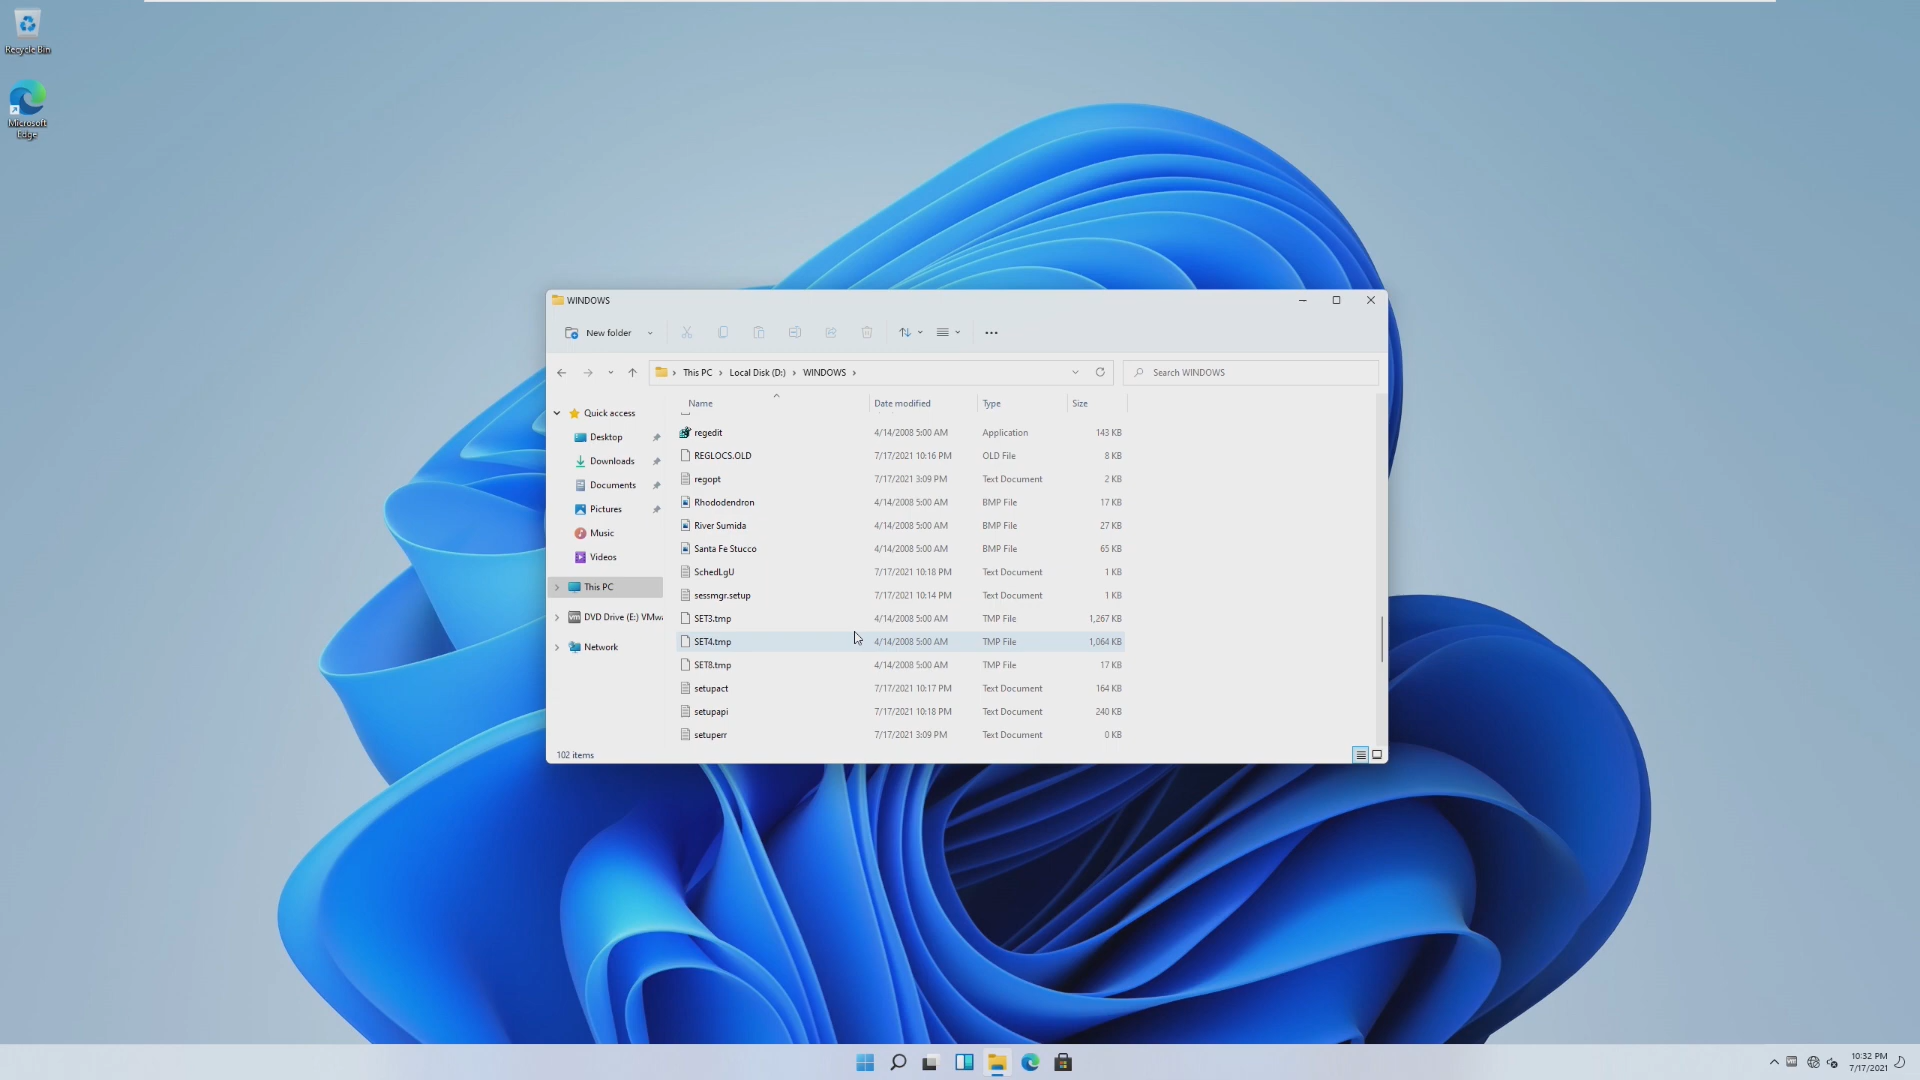 Recycle Bin
Microsoft
Edge
WINDOWS
New folder
This PC
Local Disk (D:)
WINDOWS
Search WINDOWS
Name
Date modified
Type
Size
Quick access
Desktop
Downloads
Documents
Pictures
Music
Videos
This PC
DVD Drive (E:) VMw
Network
regedit 4/14/2008 5:00 AM Application 143 KB
REGLOCS.OLD 7/17/2021 10:16 PM OLD File 8 KB
regopt 7/17/2021 3:09 PM Text Document 2 KB
Rhododendron 4/14/2008 5:00 AM BMP File 17 KB
River Sumida 4/14/2008 5:00 AM BMP File 27 KB
Santa Fe Stucco 4/14/2008 5:00 AM BMP File 65 KB
SchedLgU 7/17/2021 10:18 PM Text Document 1 KB
sessmgr.setup 7/17/2021 10:14 PM Text Document 1 KB
SET3.tmp 4/14/2008 5:00 AM TMP File 1,267 KB
SET4.tmp 4/14/2008 5:00 AM TMP File 1,064 KB
SET8.tmp 4/14/2008 5:00 AM TMP File 17 KB
setupact 7/17/2021 10:17 PM Text Document 164 KB
setupapi 7/17/2021 10:18 PM Text Document 240 KB
setuperr 7/17/2021 3:09 PM Text Document 0 KB
102 items
10:32 PM
7/17/2021